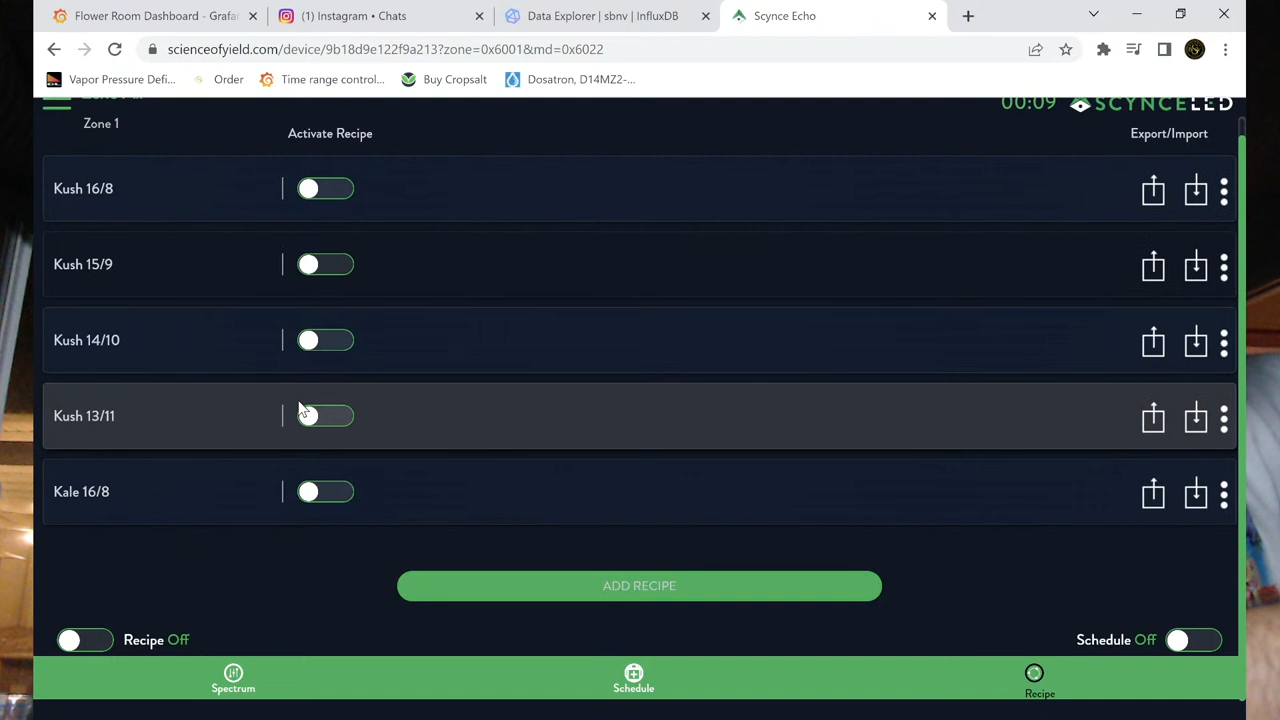 Flower Room Dashboard - Grafa
(1) Instagram • Chats
Data Explorer | sbnv | InfluxDB
Scynce Echo
scienceofyield.com/device/9b18d9e122f9a213?zone=0x6001&md=0x6022
Vapor Pressure Defi...
Order
Time range control...
Buy Cropsalt
Dosatron, D14MZ2-...
00:09
SCYNCELED
Zone 1
Activate Recipe
Export/Import
Kush 16/8
Kush 15/9
Kush 14/10
Kush 13/11
Kale 16/8
ADD RECIPE
Recipe Off
Schedule Off
Spectrum
Schedule
Recipe